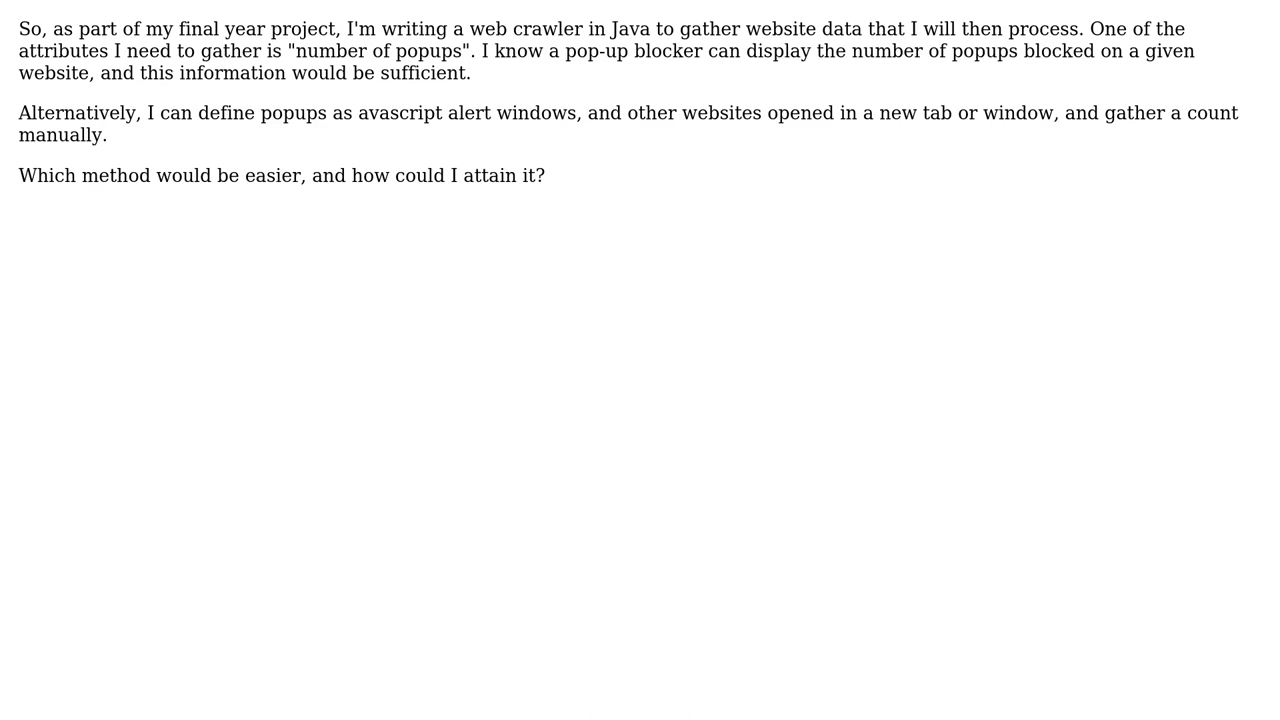 So, as part of my final year project, I'm writing a web crawler in Java to gather website data that I will then process. One of the
attributes I need to gather is "number of popups". I know a pop-up blocker can display the number of popups blocked on a given
website, and this information would be sufficient.
Alternatively, I can define popups as avascript alert windows, and other websites opened in a new tab or window, and gather a count
manually.
Which method would be easier, and how could I attain it?